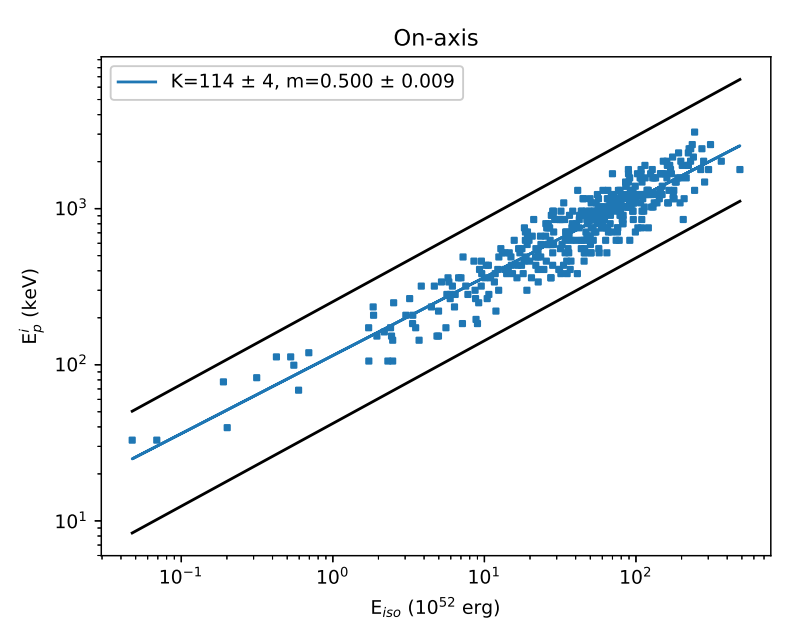 On-axis
K=114 ± 4, m=0.500 ± 0.009
E_p^i (keV)
10³
10²
10¹
10⁻¹ 10⁰ 10¹ 10²
E_iso (10⁵² erg)